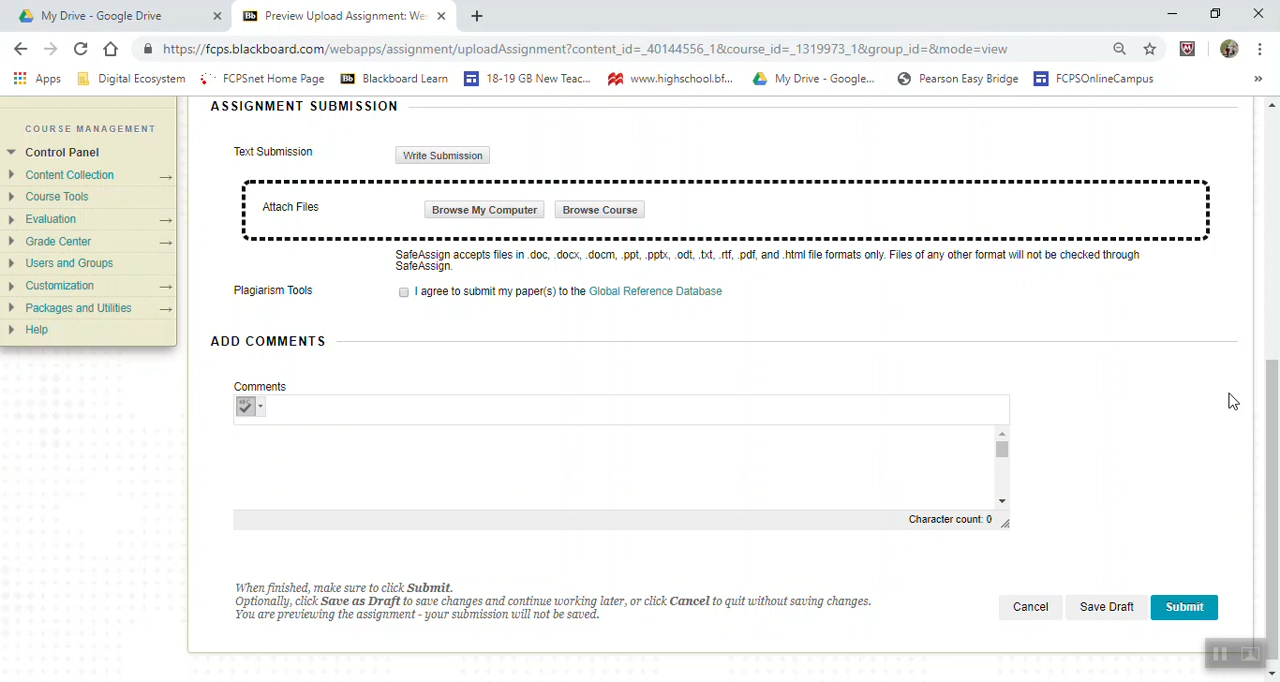 My Drive - Google Drive
Bb Preview Upload Assignment: We
https://fcps.blackboard.com/webapps/assignment/uploadAssignment?content_id=_40144556_1&course_id=_1319973_1&group_id=&mode=view
Apps Digital Ecosystem FCPSnet Home Page Bb Blackboard Learn 18-19 GB New Teac... www.highschool.bf... My Drive - Google... Pearson Easy Bridge FCPSOnlineCampus »
ASSIGNMENT SUBMISSION
COURSE MANAGEMENT
Control Panel
Content Collection
Course Tools
Evaluation
Grade Center
Users and Groups
Customization
Packages and Utilities
Help
Text Submission Write Submission
Attach Files Browse My Computer Browse Course
SafeAssign accepts files in .doc, .docx, .docm, .ppt, .pptx, .odt, .txt, .rtf, .pdf, and .html file formats only. Files of any other format will not be checked through
SafeAssign.
Plagiarism Tools I agree to submit my paper(s) to the Global Reference Database
ADD COMMENTS
Comments
ABC
Character count: 0
When finished, make sure to click Submit.
Optionally, click Save as Draft to save changes and continue working later, or click Cancel to quit without saving changes.
You are previewing the assignment - your submission will not be saved.
Cancel Save Draft Submit